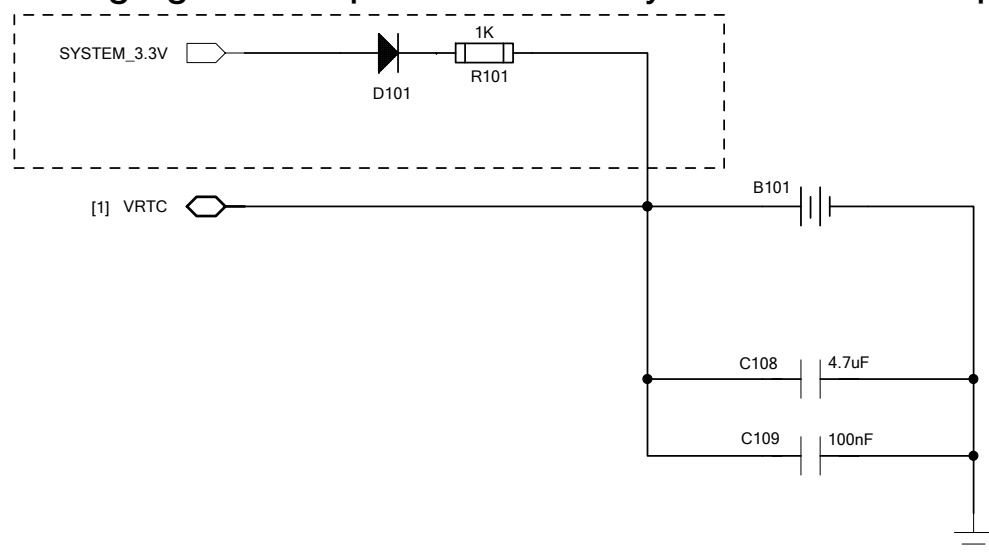 SYSTEM_3.3V
1K
R101
D101
[1] VRTC
B101
C108 4.7uF
C109 100nF